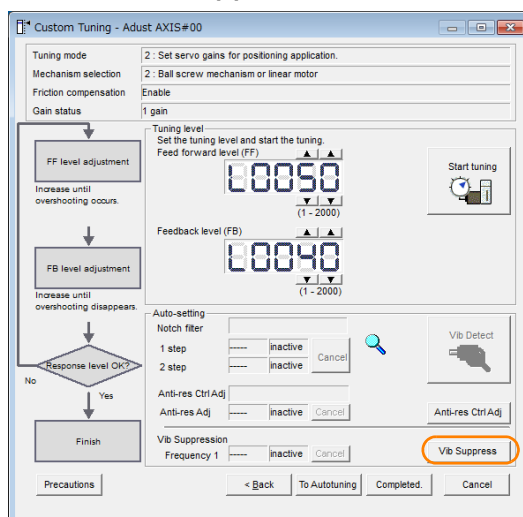 Custom Tuning - Adust AXIS#00
Tuning mode 2 : Set servo gains for positioning application.
Mechanism selection 2 : Ball screw mechanism or linear motor
Friction compensation Enable
Gain status 1 gain
FF level adjustment
Increase until
overshooting occurs.
FB level adjustment
Increase until
overshooting disappears.
Response level OK?
No
Yes
Finish
Tuning level
Set the tuning level and start the tuning.
Feed forward level (FF)
L0050
(1 - 2000)
Feedback level (FB)
L0040
(1 - 2000)
Start tuning
Auto-setting
Notch filter
1 step ----- inactive
2 step ----- inactive
Cancel
Vib Detect
Anti-res Ctrl Adj
Anti-res Adj ----- inactive Cancel
Anti-res Ctrl Adj
Vib Suppression
Frequency 1 ----- inactive Cancel
Vib Suppress
Precautions
< Back
To Autotuning
Completed.
Cancel